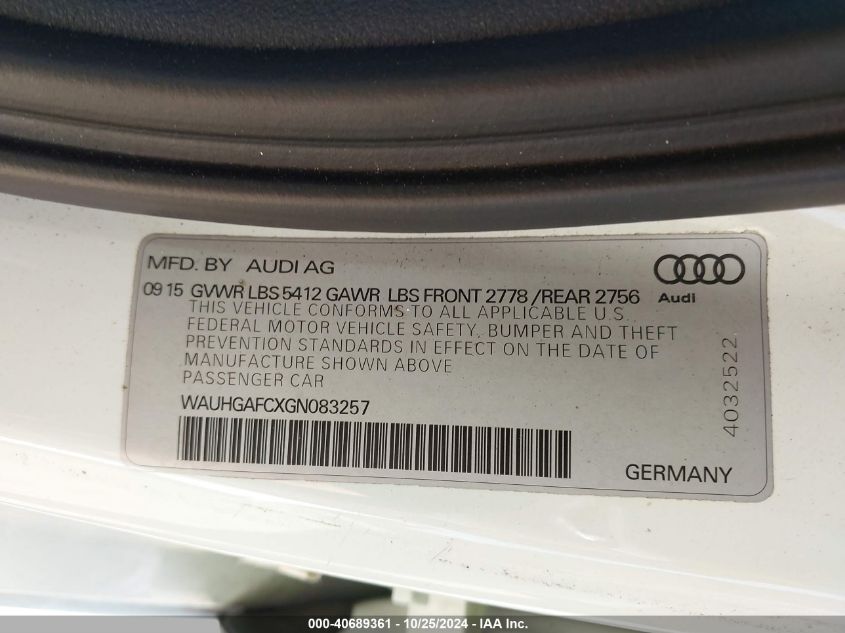 MFD. BY AUDI AG
09 15 GVWR LBS 5412 GAWR LBS FRONT 2778 / REAR 2756
Audi
THIS VEHICLE CONFORMS TO ALL APPLICABLE U.S.
FEDERAL MOTOR VEHICLE SAFETY, BUMPER AND THEFT
PREVENTION STANDARDS IN EFFECT ON THE DATE OF
MANUFACTURE SHOWN ABOVE
PASSENGER CAR
WAUHGAFCXGN083257
4032522
GERMANY
000-40689361 - 10/25/2024 - IAA Inc.